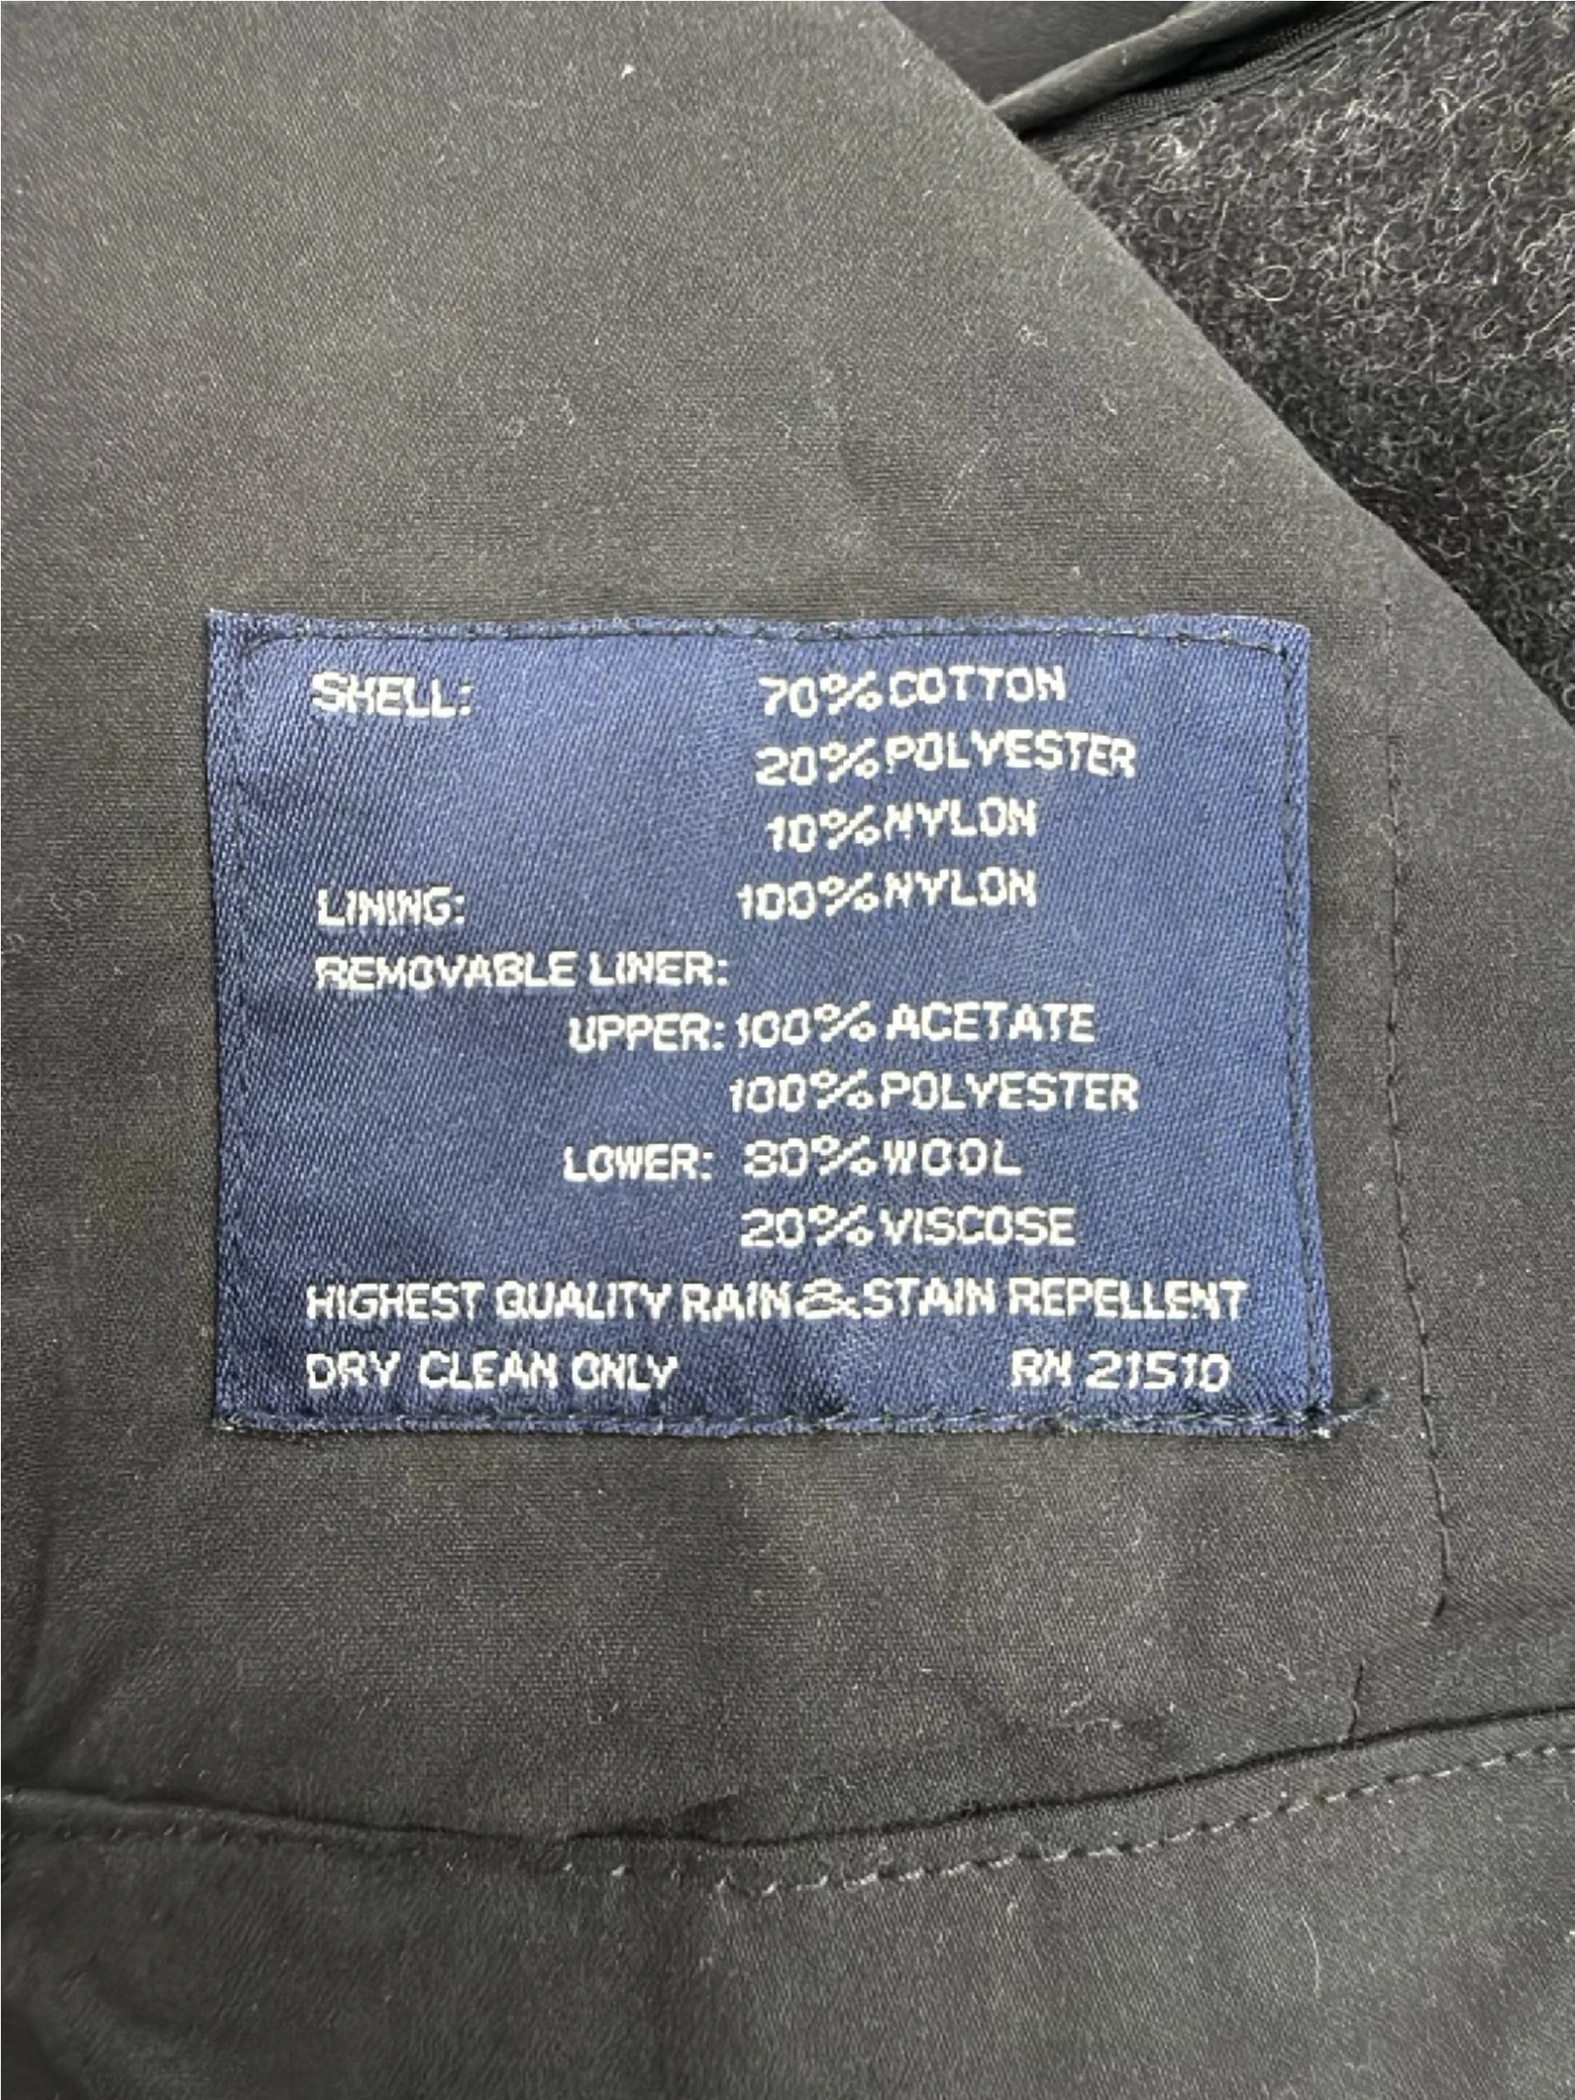 SHELL: 70% COTTON
20% POLYESTER
10% NYLON
LINING: 100% NYLON
REMOVABLE LINER:
UPPER: 100% ACETATE
100% POLYESTER
LOWER: 80% WOOL
20% VISCOSE
HIGHEST QUALITY RAIN & STAIN REPELLENT
DRY CLEAN ONLY RN 21510